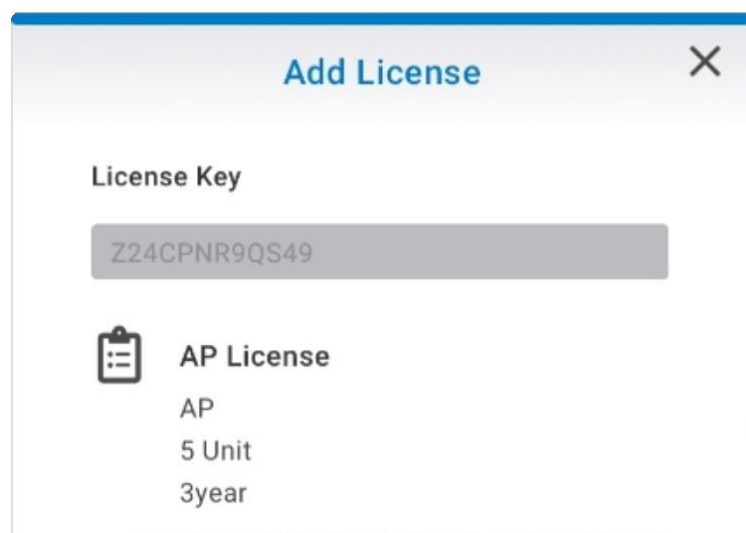 Add License
License Key
Z24CPNR9QS49
AP License
AP
5 Unit
3year